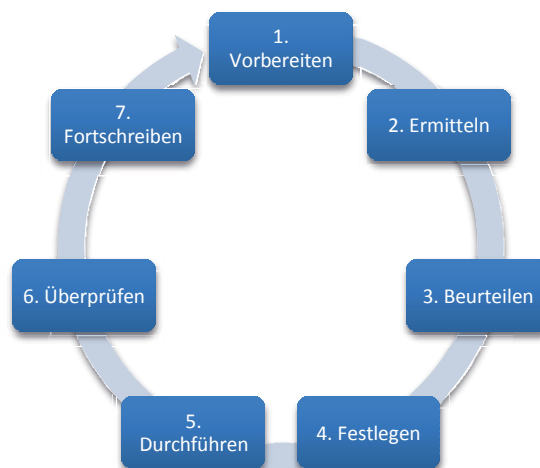 1.
Vorbereiten
2. Ermitteln
3. Beurteilen
4. Festlegen
5.
Durchführen
6. Überprüfen
7.
Fortschreiben